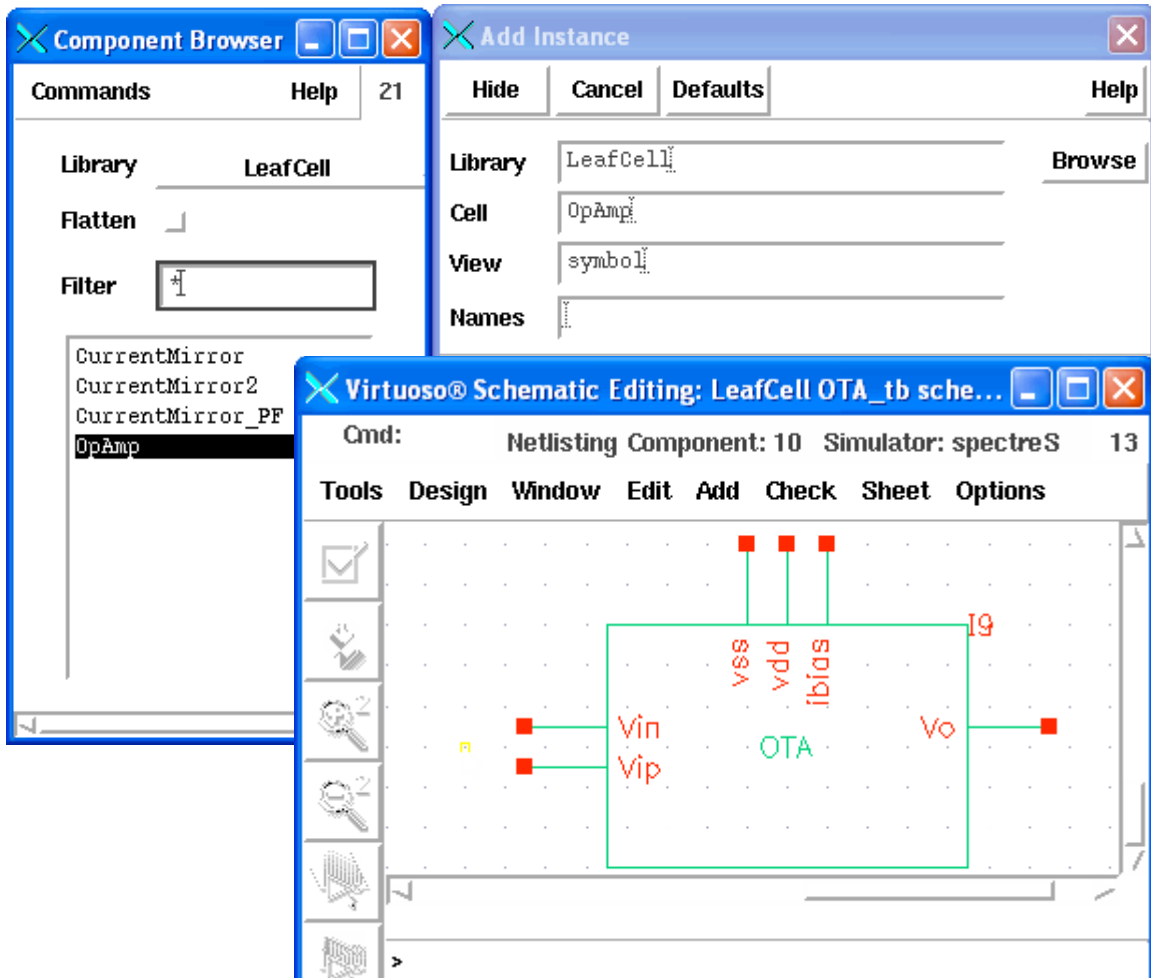 Component Browser
Commands Help 21
Library LeafCell
Flatten
Filter *
CurrentMirror
CurrentMirror2
CurrentMirror_PF
OpAmp
Add Instance
Hide Cancel Defaults Help
Library LeafCell Browse
Cell OpAmp
View symbol
Names
Virtuoso® Schematic Editing: LeafCell OTA_tb sche...
Cmd: Netlisting Component: 10 Simulator: spectreS 13
Tools Design Window Edit Add Check Sheet Options
2
2
I9
vss vdd ibias
Vin Vo
OTA
Vip
>